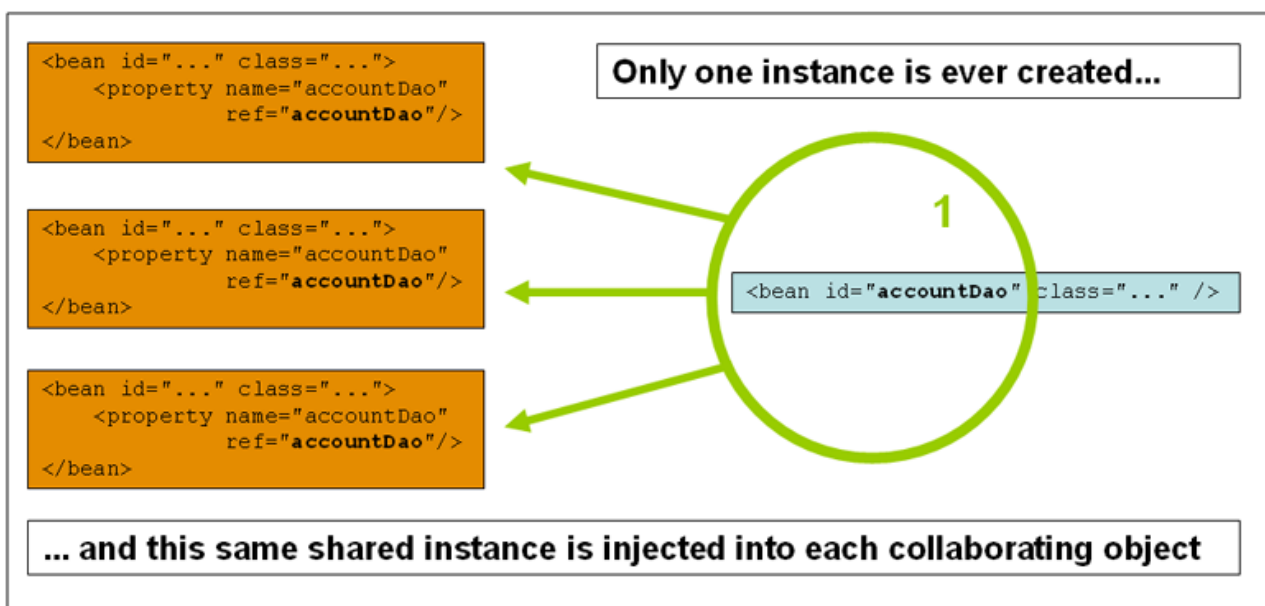 <bean id="..." class="...">
    <property name="accountDao"
              ref="accountDao"/>
</bean>
Only one instance is ever created...
<bean id="..." class="...">
    <property name="accountDao"
              ref="accountDao"/>
</bean>
1
<bean id="accountDao" class="..." />
<bean id="..." class="...">
    <property name="accountDao"
              ref="accountDao"/>
</bean>
... and this same shared instance is injected into each collaborating object